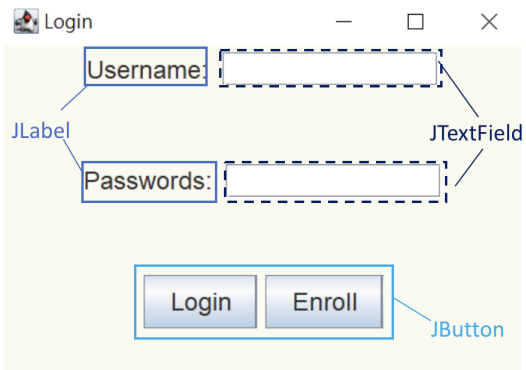 Login
Username:
JLabel
JTextField
Passwords:
Login Enroll
JButton